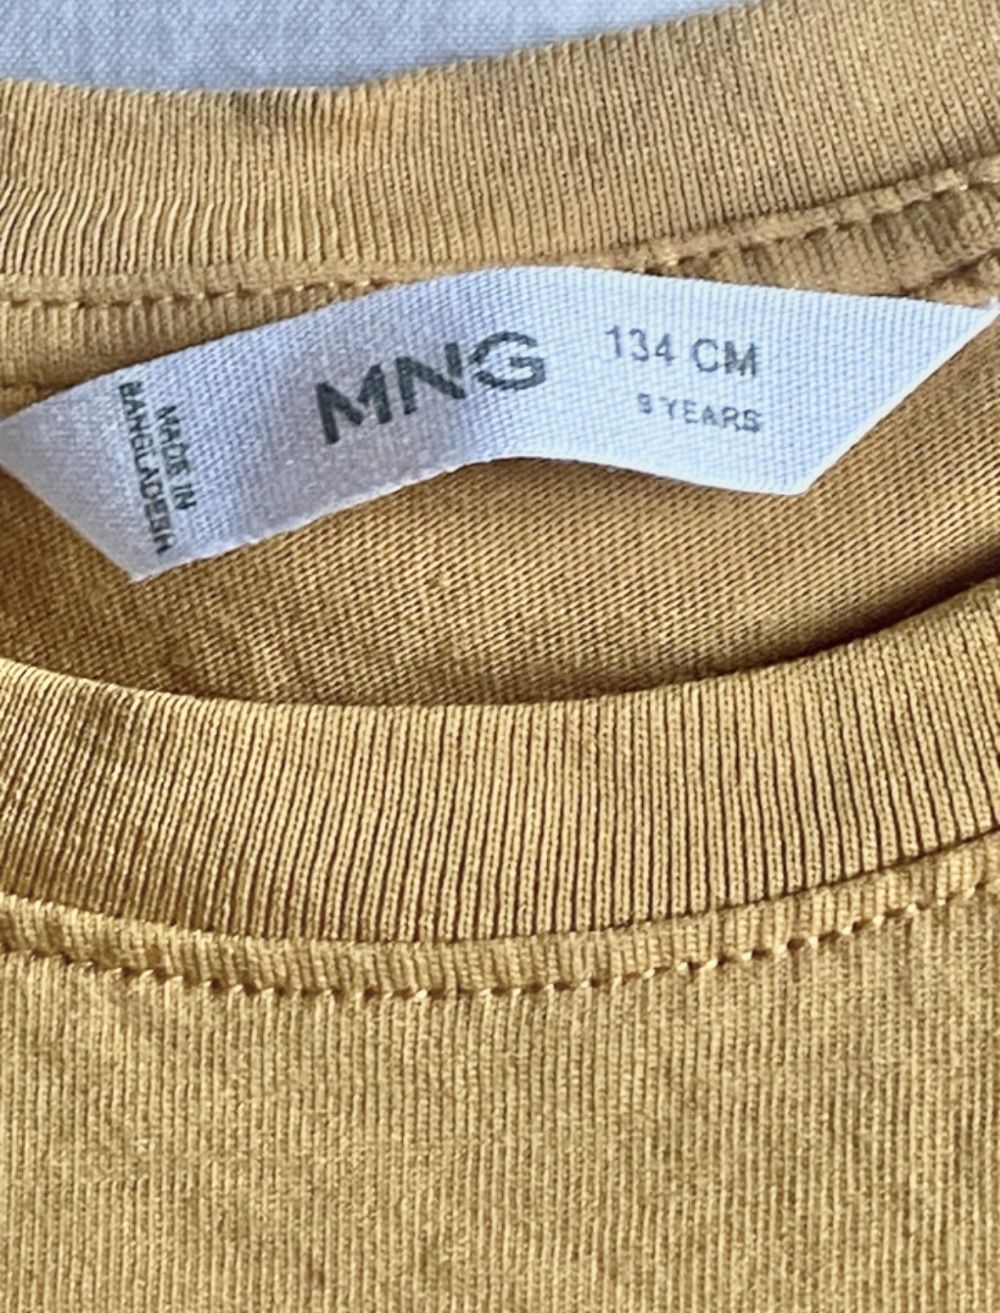 MADE IN
BANGLADESH
MNG
134 CM
9 YEARS